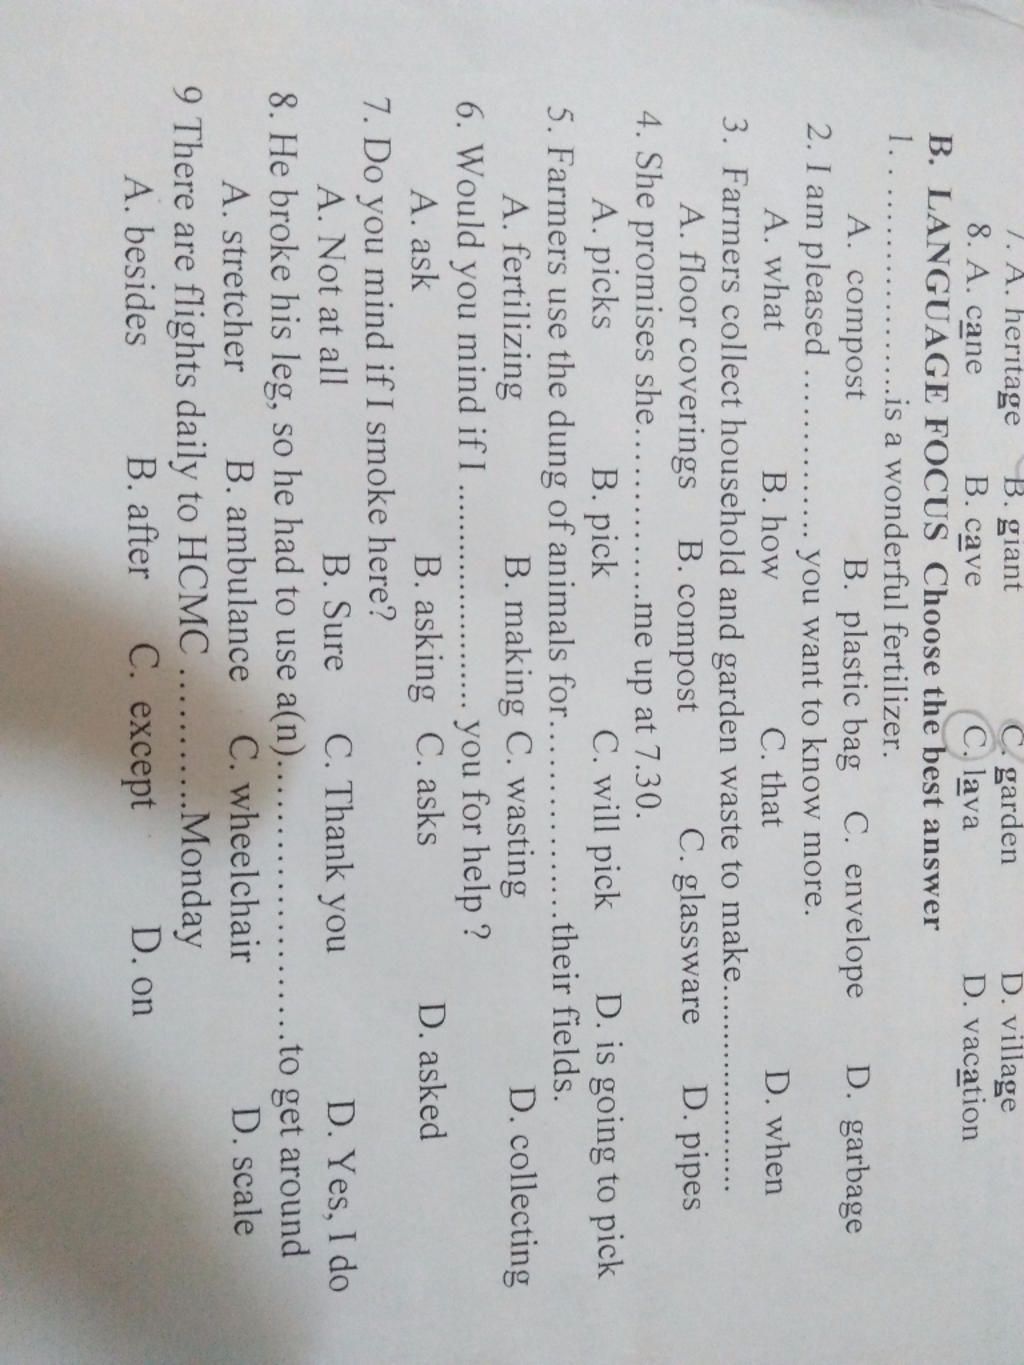 7. A. heritage B. giant C. garden D. village
8. A. cane B. cave C. lava D. vacation
B. LANGUAGE FOCUS Choose the best answer
1. ..................is a wonderful fertilizer.
A. compost B. plastic bag C. envelope D. garbage
2. I am pleased .............. you want to know more.
A. what B. how C. that D. when
3. Farmers collect household and garden waste to make.....................
A. floor coverings B. compost C. glassware D. pipes
4. She promises she...............me up at 7.30.
A. picks B. pick C. will pick D. is going to pick
5. Farmers use the dung of animals for.................their fields.
A. fertilizing B. making C. wasting D. collecting
6. Would you mind if I .................... you for help ?
A. ask B. asking C. asks D. asked
7. Do you mind if I smoke here?
A. Not at all B. Sure C. Thank you D. Yes, I do
8. He broke his leg, so he had to use a(n)........................to get around
A. stretcher B. ambulance C. wheelchair D. scale
9 There are flights daily to HCMC ............Monday
A. besides B. after C. except D. on